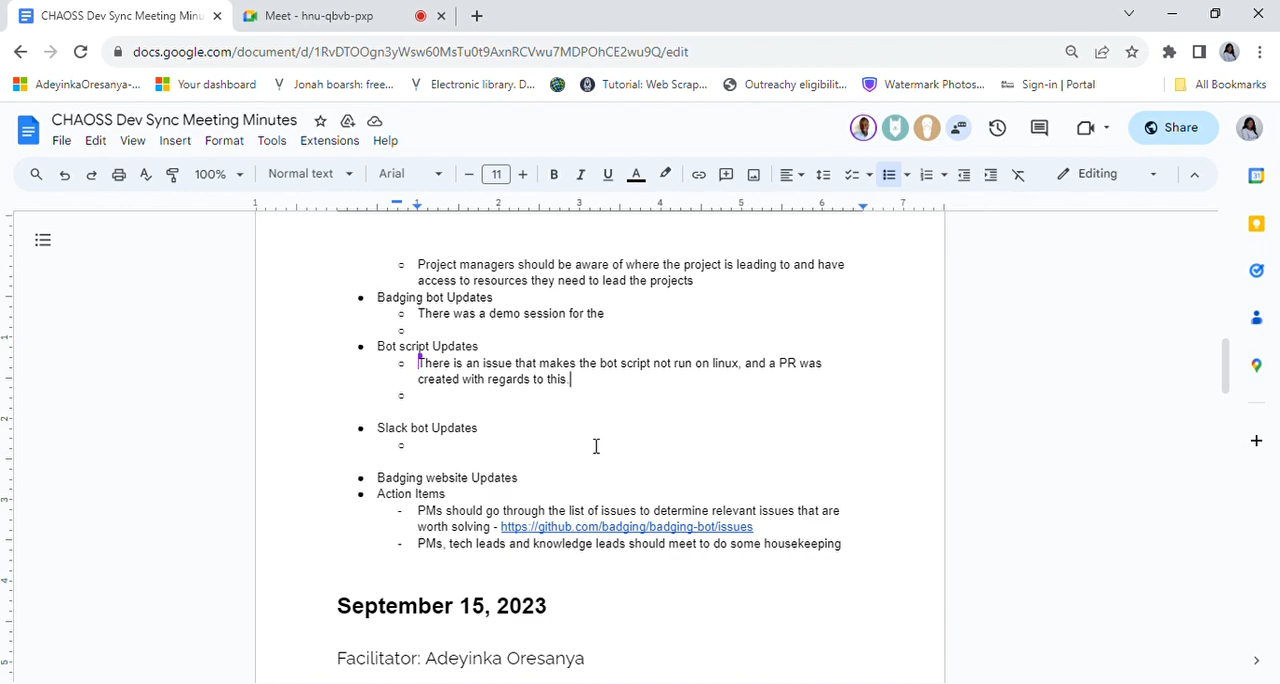 CHAOSS Dev Sync Meeting Minu
Meet - hnu-qbvb-pxp
docs.google.com/document/d/1RvDTOOgn3yWsw60MsTu0t9AxnRCVwu7MDPOhCE2wu9Q/edit
AdeyinkaOresanya-...
Your dashboard
Jonah boarsh: free...
Electronic library. D...
Tutorial: Web Scrap...
Outreachy eligibilit...
Watermark Photos...
Sign-in | Portal
All Bookmarks
CHAOSS Dev Sync Meeting Minutes
File Edit View Insert Format Tools Extensions Help
Share
100%
Normal text
Arial
11
B I U A
Editing
1 1 2 3 4 5 6 7
Project managers should be aware of where the project is leading to and have
access to resources they need to lead the projects
Badging bot Updates
There was a demo session for the
Bot script Updates
There is an issue that makes the bot script not run on linux, and a PR was
created with regards to this.
Slack bot Updates
Badging website Updates
Action Items
- PMs should go through the list of issues to determine relevant issues that are
worth solving - https://github.com/badging/badging-bot/issues
- PMs, tech leads and knowledge leads should meet to do some housekeeping
September 15, 2023
Facilitator: Adeyinka Oresanya